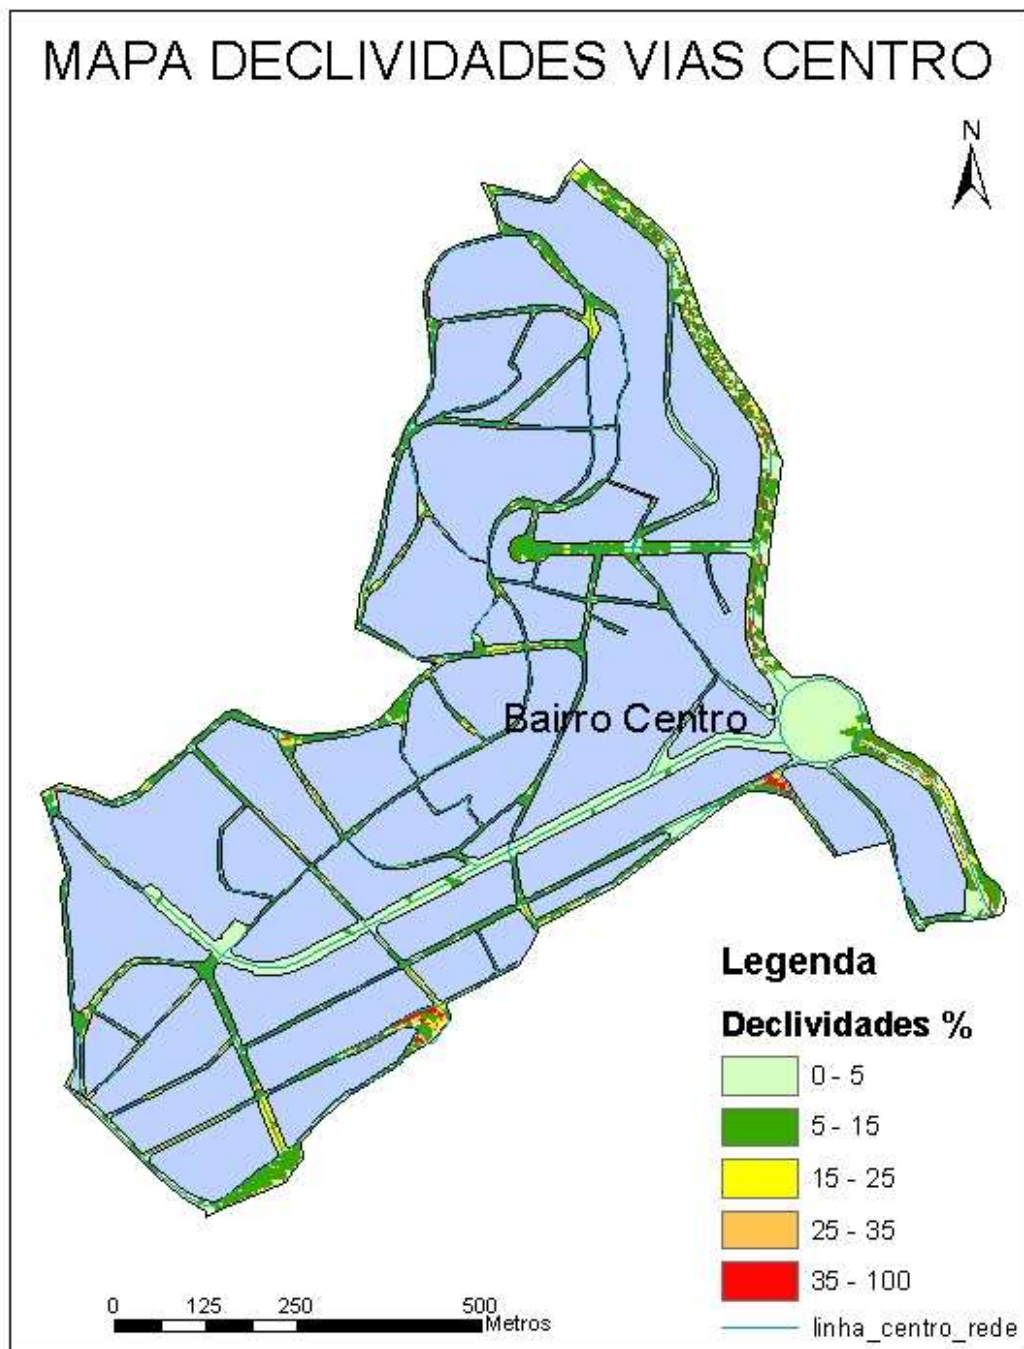 MAPA DECLIVIDADES VIAS CENTRO
N
Bairro Centro
Legenda
Declividades %
0 - 5
5 - 15
15 - 25
25 - 35
35 - 100
linha_centro_rede
0 125 250 500
Metros